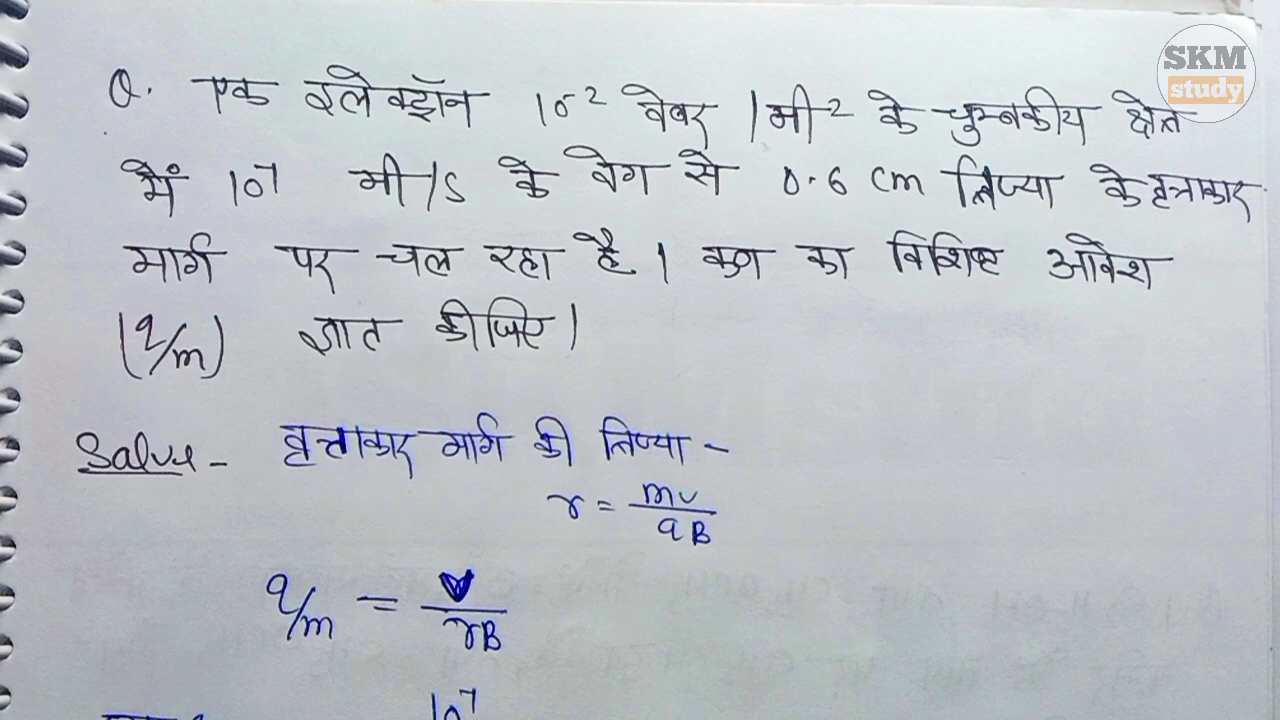 SKM
study
Q. एक इलेक्ट्रॉन 10⁻² वेबर/मी² के चुम्बकीय क्षेत्र
में 10⁷ मी/S के वेग से 0.6 cm त्रिज्या के वृत्ताकार
मार्ग पर चल रहा है। कण का विशिष्ट आवेश
(q/m) ज्ञात कीजिए।
Solve - वृत्ताकार मार्ग की त्रिज्या -
r = mv/qB
q/m = v/rB
10⁷